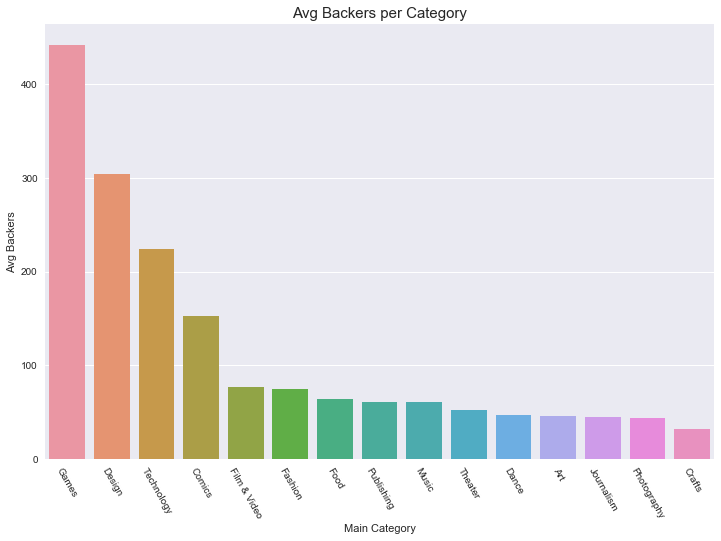 Avg Backers per Category
Avg Backers
400
300
200
100
0
Games
Design
Technology
Comics
Film & Video
Fashion
Food
Publishing
Music
Theater
Dance
Art
Journalism
Photography
Crafts
Main Category